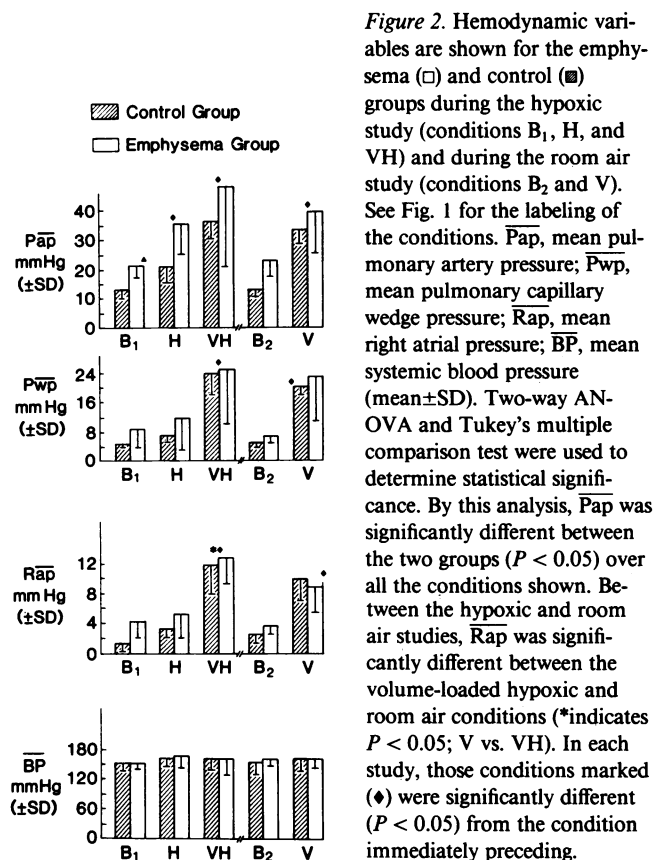 Control Group
Emphysema Group
Pap
mmHg
(±SD)
40
30
20
10
0
B₁ H VH B₂ V
Pwp
mm Hg
(±SD)
24
16
8
0
B₁ H VH B₂ V
Rap
mm Hg
(±SD)
12
8
4
0
B₁ H VH B₂ V
BP
mmHg
(±SD)
180
120
60
0
B₁ H VH B₂ V
Figure 2. Hemodynamic vari-
ables are shown for the emphy-
sema (□) and control (▨)
groups during the hypoxic
study (conditions B₁, H, and
VH) and during the room air
study (conditions B₂ and V).
See Fig. 1 for the labeling of
the conditions. Pap, mean pul-
monary artery pressure; Pwp,
mean pulmonary capillary
wedge pressure; Rap, mean
right atrial pressure; BP, mean
systemic blood pressure
(mean±SD). Two-way AN-
OVA and Tukey's multiple
comparison test were used to
determine statistical signifi-
cance. By this analysis, Pap was
significantly different between
the two groups (P < 0.05) over
all the conditions shown. Be-
tween the hypoxic and room
air studies, Rap was signifi-
cantly different between the
volume-loaded hypoxic and
room air conditions (*indicates
P < 0.05; V vs. VH). In each
study, those conditions marked
(♦) were significantly different
(P < 0.05) from the condition
immediately preceding.